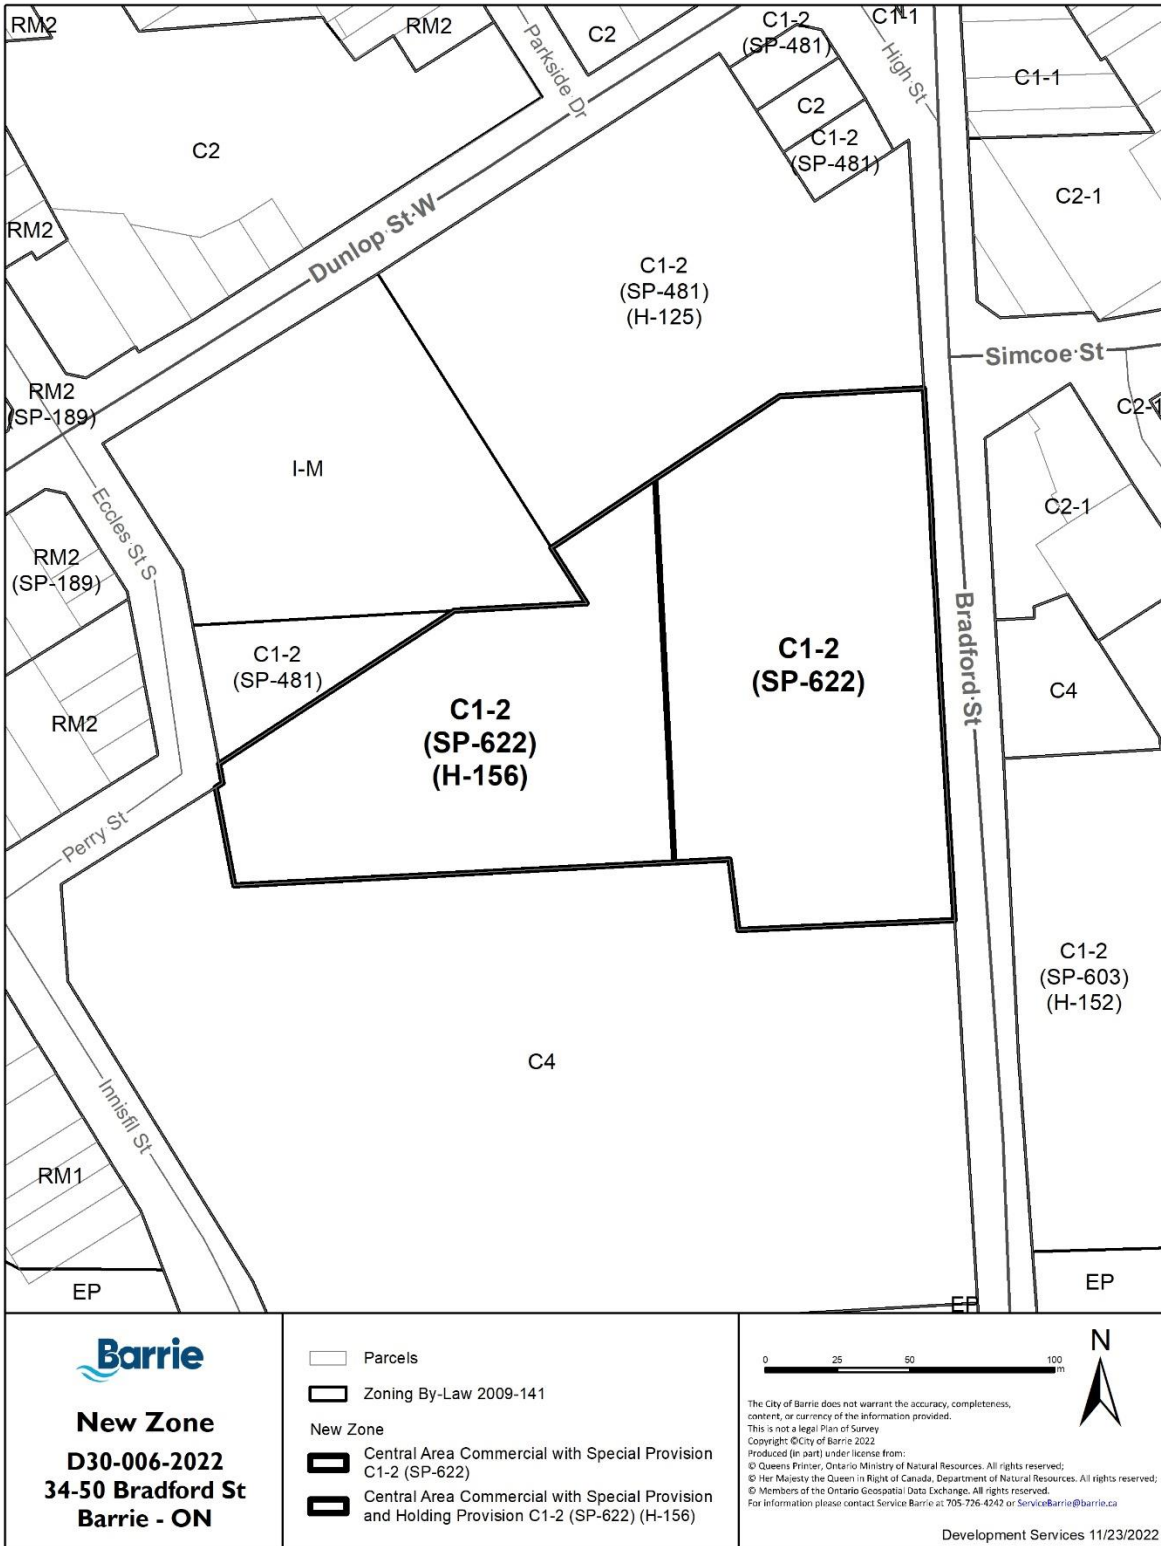 RM2
RM2
Parkside Dr
C2
C1-2
(SP-481)
C1-1
High St
C1-1
C2
C1-2
(SP-481)
C2
C2-1
RM2
Dunlop St W
C1-2
(SP-481)
(H-125)
Simcoe St
RM2
(SP-189)
C2-1
I-M
Eccles St S
C2-1
RM2
(SP-189)
Bradford St
C1-2
(SP-481)
C1-2
(SP-622)
C4
RM2
C1-2
(SP-622)
(H-156)
Perry St
C1-2
(SP-603)
(H-152)
C4
Innisfil St
RM1
EP
EP
EP
Barrie
New Zone
D30-006-2022
34-50 Bradford St
Barrie - ON
Parcels
Zoning By-Law 2009-141
New Zone
Central Area Commercial with Special Provision
C1-2 (SP-622)
Central Area Commercial with Special Provision
and Holding Provision C1-2 (SP-622) (H-156)
0 25 50 100
m
N
The City of Barrie does not warrant the accuracy, completeness,
content, or currency of the information provided.
This is not a legal Plan of Survey
Copyright ©City of Barrie 2022
Produced (in part) under license from:
© Queens Printer, Ontario Ministry of Natural Resources. All rights reserved;
© Her Majesty the Queen in Right of Canada, Department of Natural Resources. All rights reserved;
© Members of the Ontario Geospatial Data Exchange. All rights reserved.
For information please contact Service Barrie at 705-726-4242 or ServiceBarrie@barrie.ca
Development Services 11/23/2022